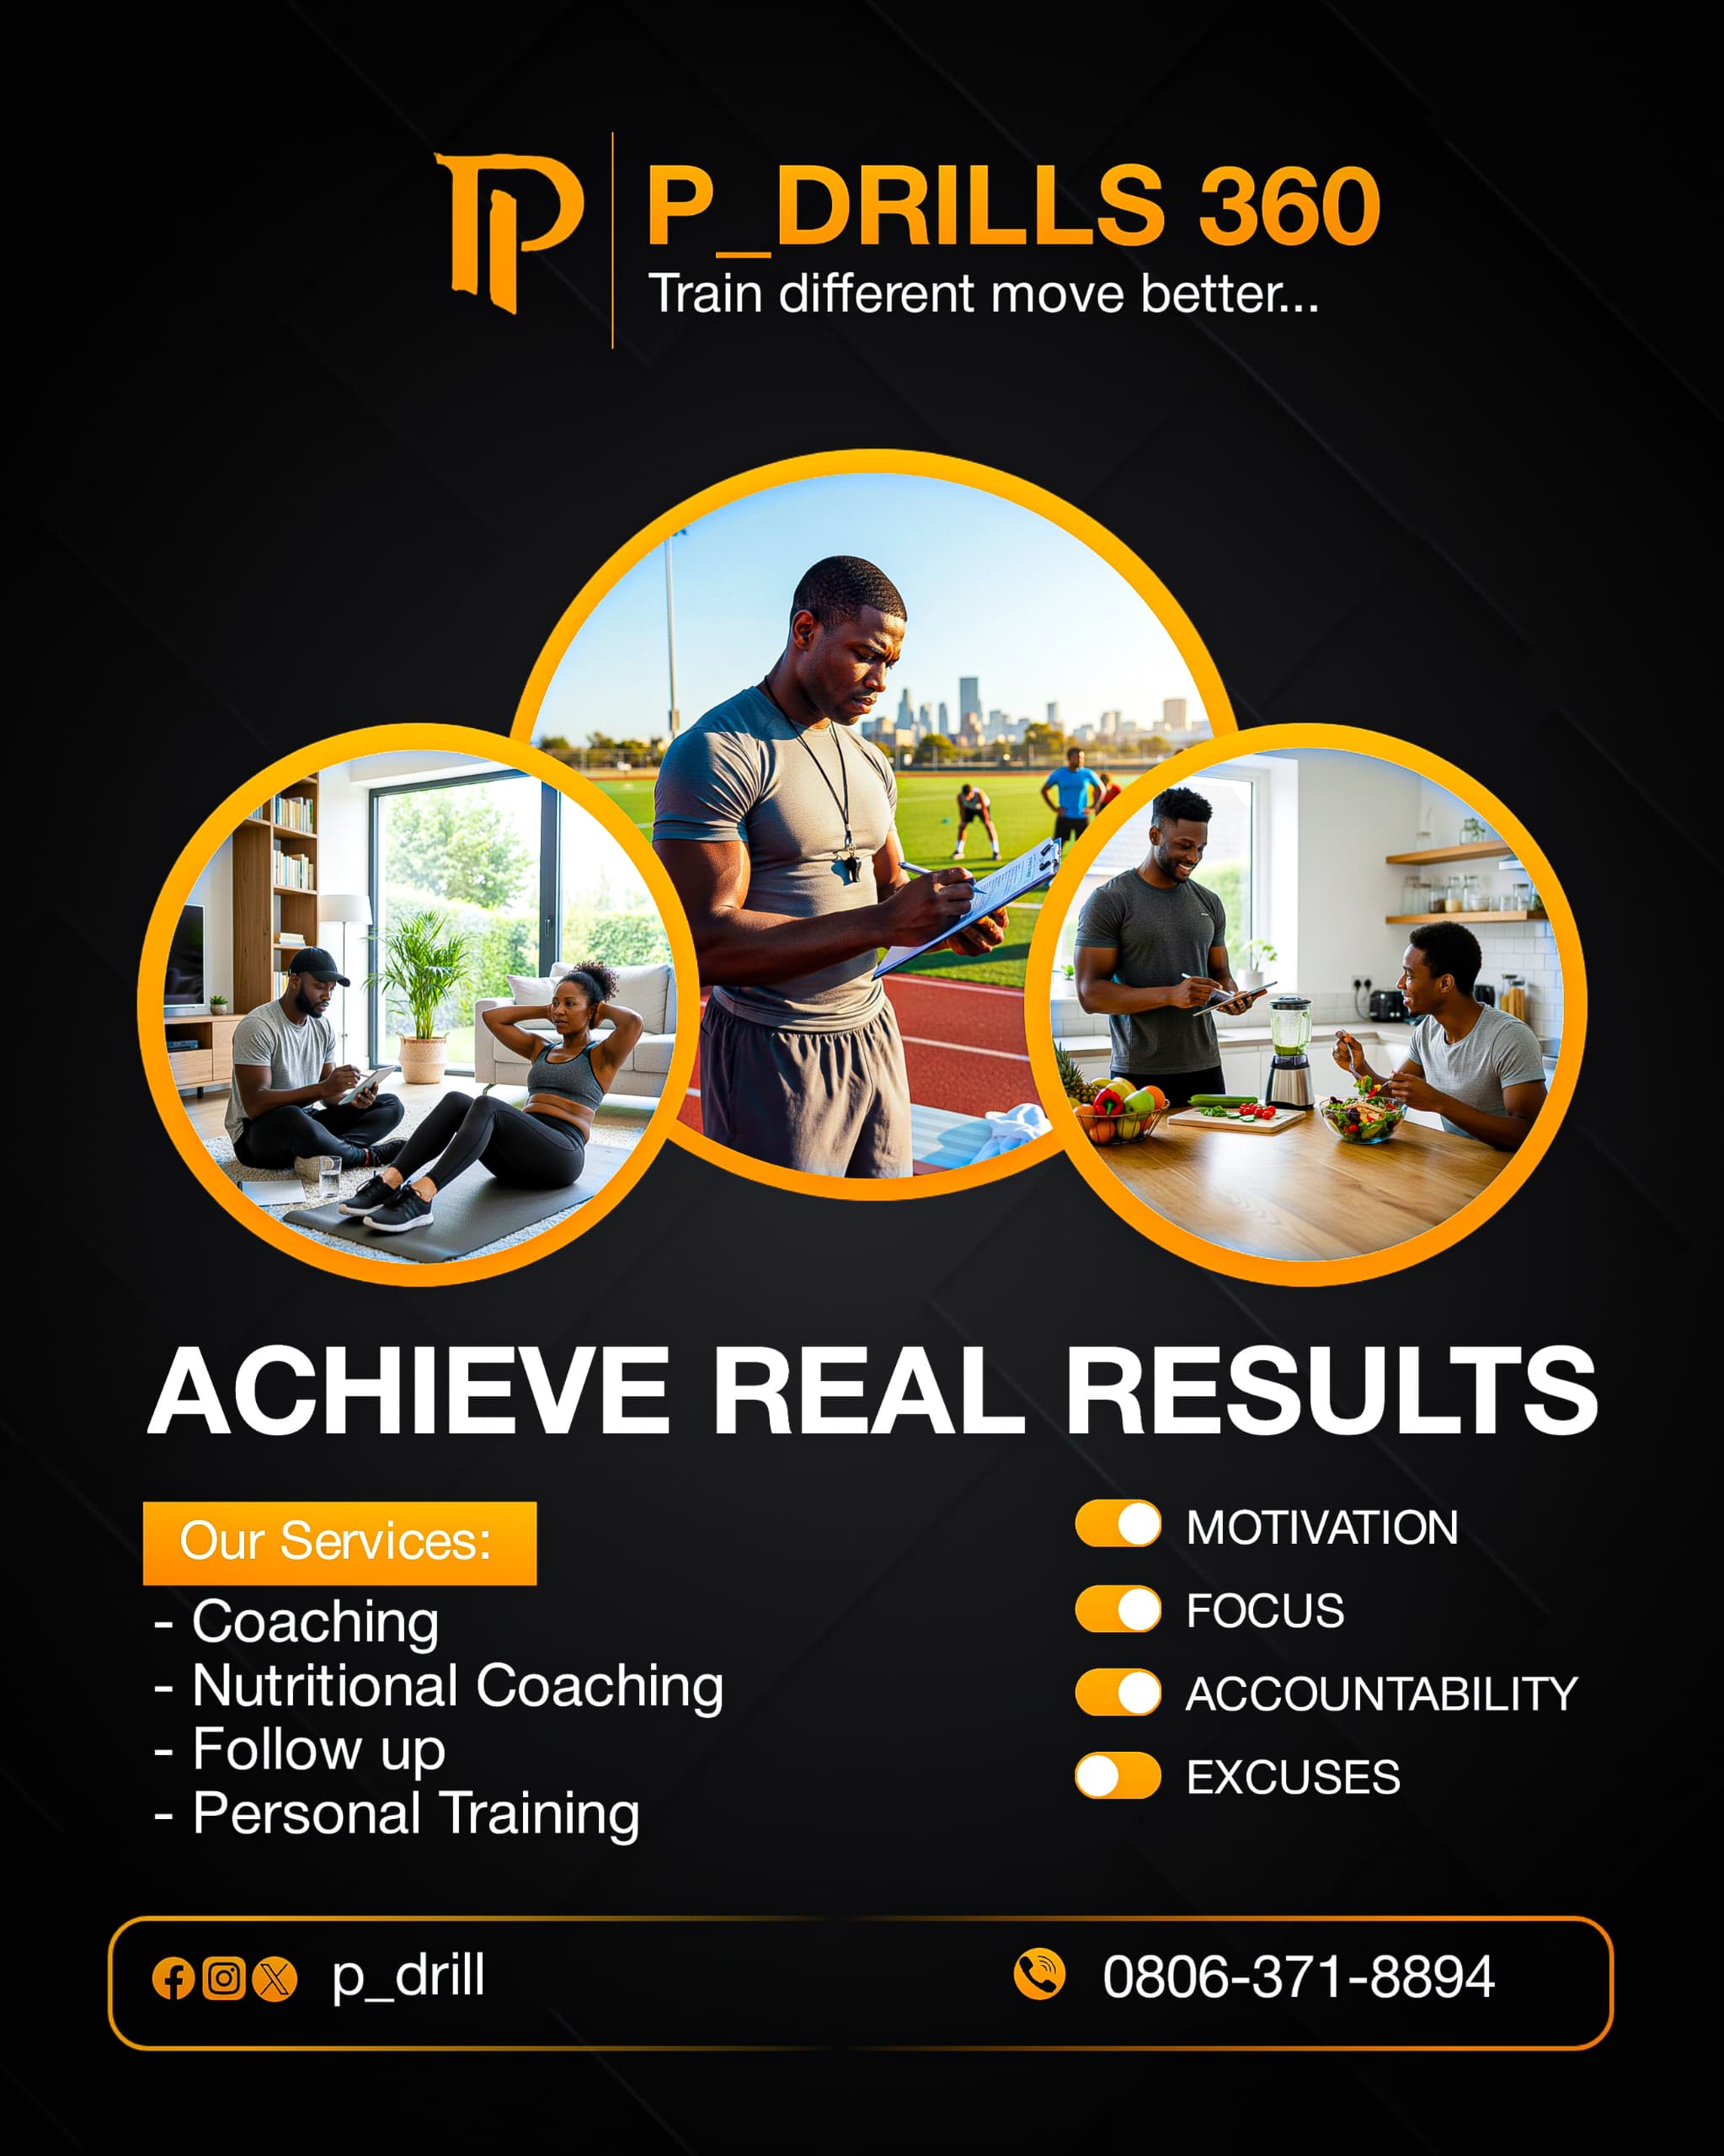 P_DRILLS 360
Train different move better...
ACHIEVE REAL RESULTS
Our Services:
- Coaching
- Nutritional Coaching
- Follow up
- Personal Training
MOTIVATION
FOCUS
ACCOUNTABILITY
EXCUSES
p_drill
0806-371-8894